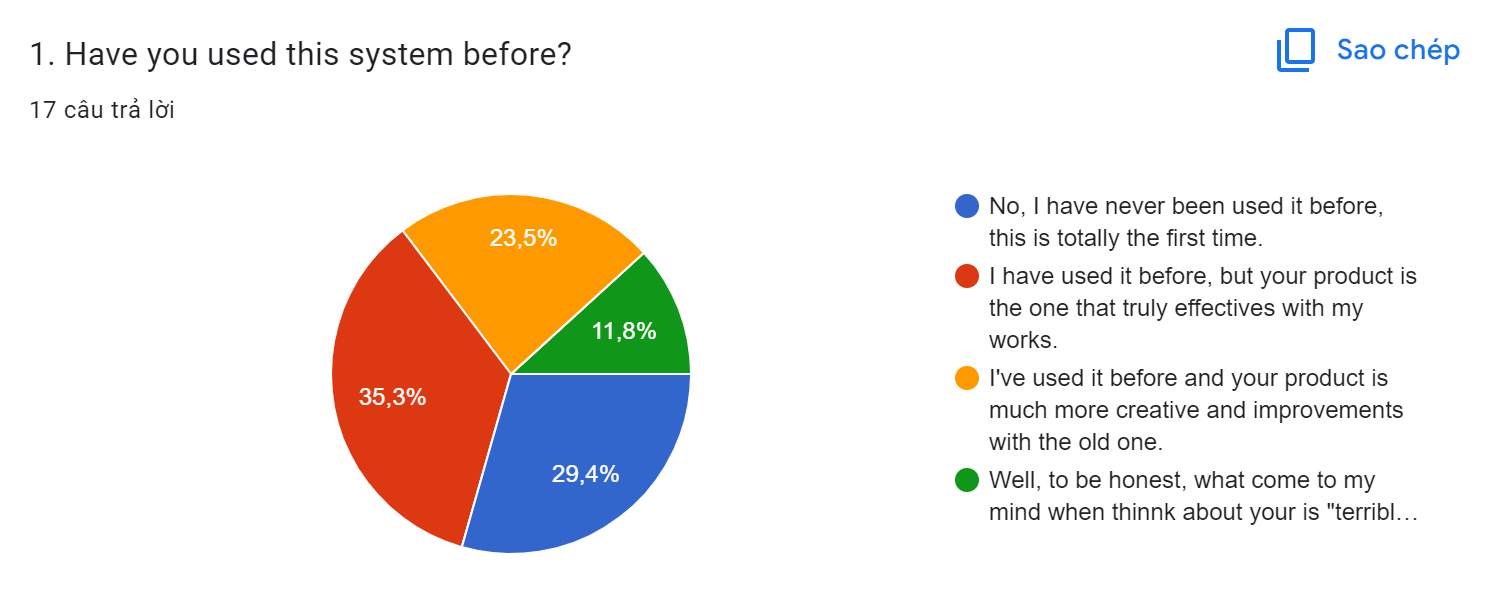 1. Have you used this system before?
Sao chép
17 câu trả lời
23,5%
11,8%
35,3%
29,4%
No, I have never been used it before,
this is totally the first time.
I have used it before, but your product is
the one that truly effectives with my
works.
I've used it before and your product is
much more creative and improvements
with the old one.
Well, to be honest, what come to my
mind when thinnk about your is "terribl…